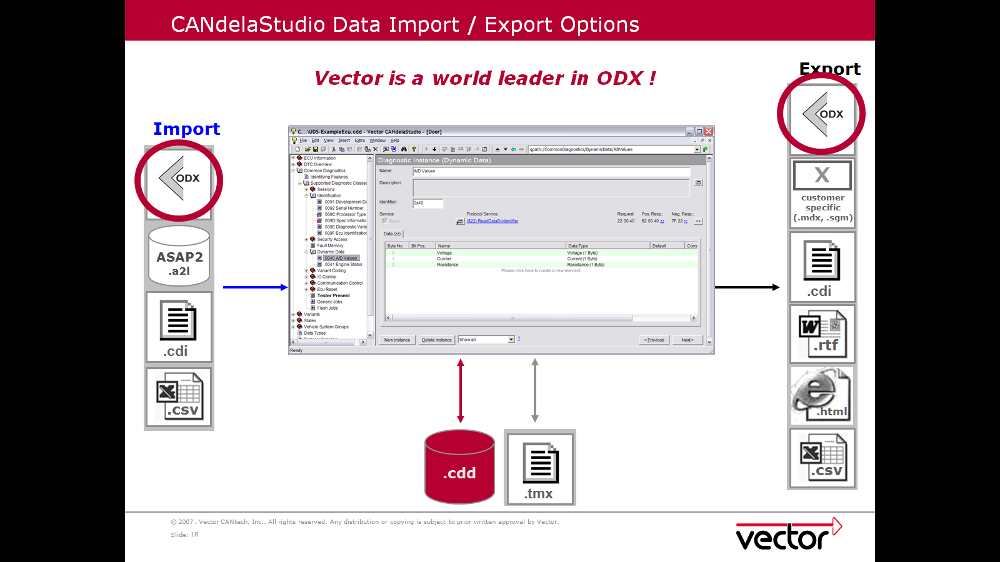 CANdelaStudio Data Import / Export Options
Vector is a world leader in ODX !
Import
ODX
ASAP2
.a2l
.cdi
.csv
C...\UDS-ExampleEcu.cdd - Vector CANdelaStudio - [Door]
File Edit View Insert Extra Window Help
qpath:/CommonDiagnostics/DynamicData/ADValues
ECU Information
DTC Overview
Common Diagnostics
Identifying Features
Supported Diagnostic Classes
Sessions
Identification
0091 Development Da
0092 Serial Number
009C Processor Type
009D Spec Informatio
009E Diagnostic Versi
009F Ecu Identification
Security Access
Fault Memory
Dynamic Data
0040 A/D Values
0041 Engine Status
Variant Coding
IO Control
Communication Control
Ecu Reset
Tester Present
Generic Jobs
Flash Jobs
Variants
States
Vehicle System Groups
Data Types
Diagnostic Instance (Dynamic Data)
Name: A/D Values
Description:
Identifier: 0x40
Service: Protocol Service: Request: Pos. Resp.: Neg. Resp.:
Read ($22) ReadDataByIdentifier 22 00 40 62 00 40 zz 7F 22 rc >>
Data (zz)
Byte No. Bit Pos. Name Data Type Default Cons
0 Voltage Voltage (1 Byte)
1 Current Current (1 Byte)
2 Resistance Resistance (1 Byte)
Please click here to create a new element.
New Instance Delete instance Show all ? < Previous Next >
Ready
.cdd
.tmx
Export
ODX
X
customer
specific
(.mdx, .sgm)
.cdi
.rtf
.html
.csv
© 2007. Vector CANtech, Inc.. All rights reserved. Any distribution or copying is subject to prior written approval by Vector.
Slide: 18
vector